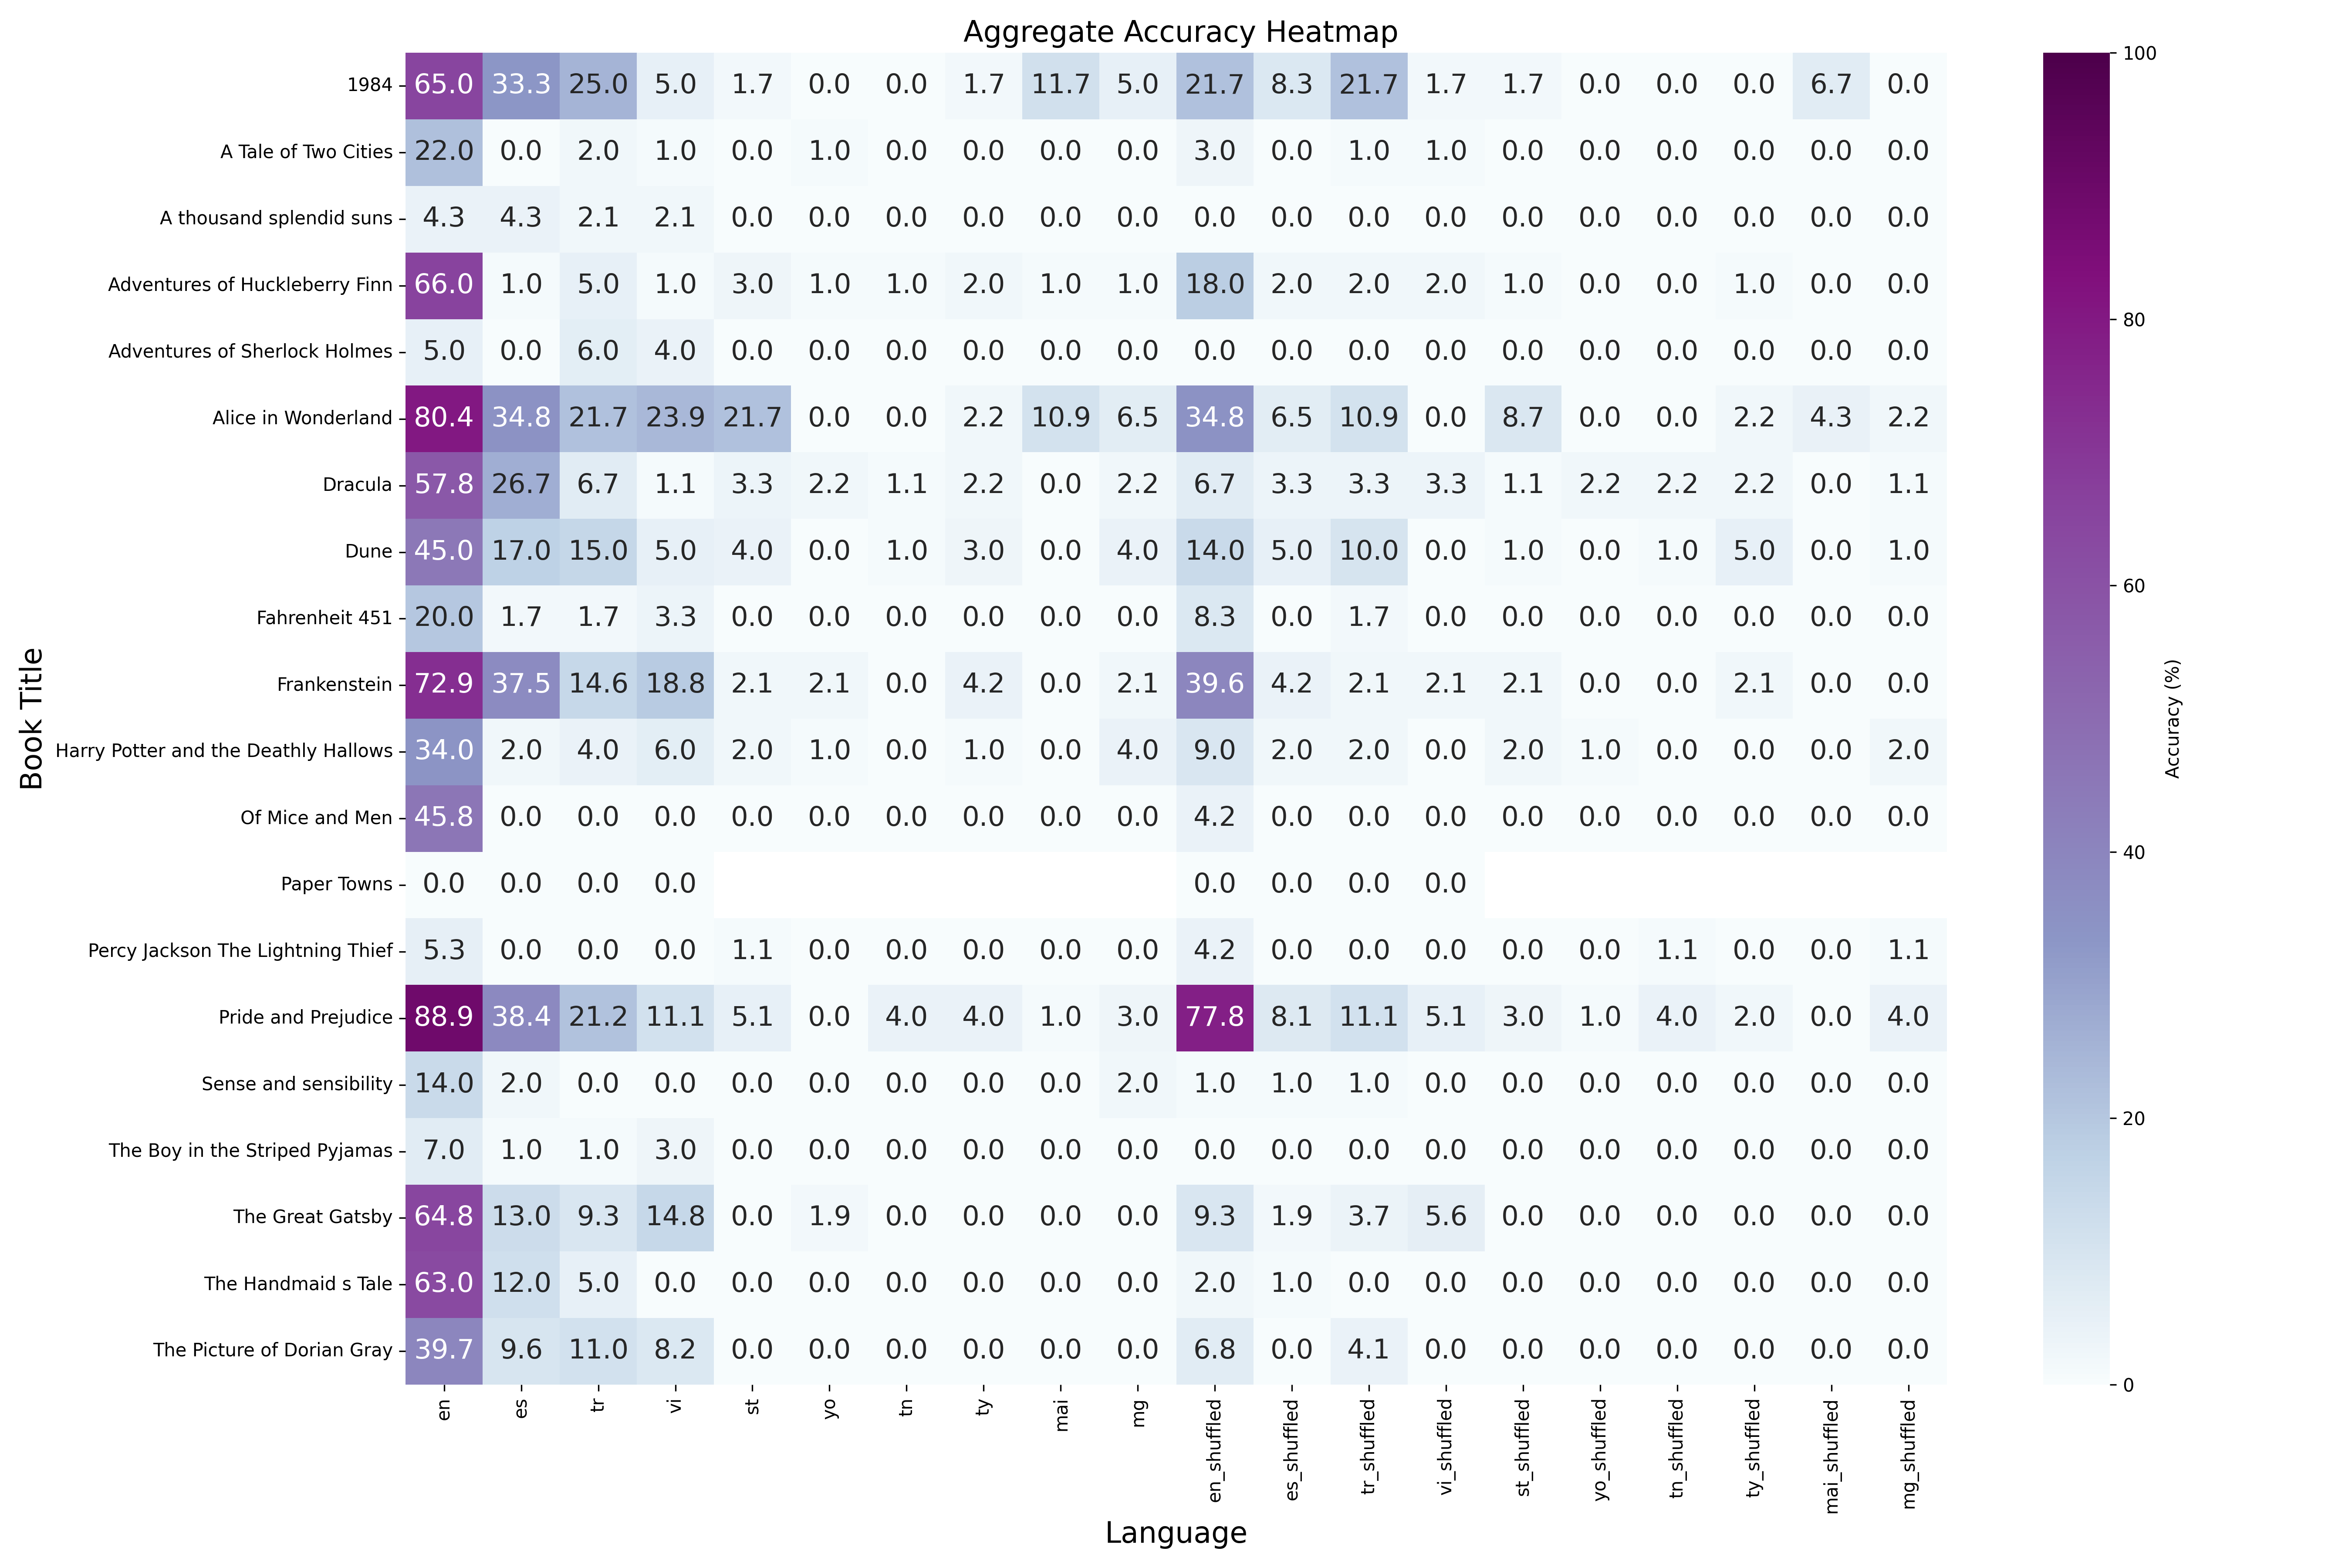 Aggregate Accuracy Heatmap
1984 65.0 33.3 25.0 5.0 1.7 0.0 0.0 1.7 11.7 5.0 21.7 8.3 21.7 1.7 1.7 0.0 0.0 0.0 6.7 0.0
A Tale of Two Cities 22.0 0.0 2.0 1.0 0.0 1.0 0.0 0.0 0.0 0.0 3.0 0.0 1.0 1.0 0.0 0.0 0.0 0.0 0.0 0.0
A thousand splendid suns 4.3 4.3 2.1 2.1 0.0 0.0 0.0 0.0 0.0 0.0 0.0 0.0 0.0 0.0 0.0 0.0 0.0 0.0 0.0 0.0
Adventures of Huckleberry Finn 66.0 1.0 5.0 1.0 3.0 1.0 1.0 2.0 1.0 1.0 18.0 2.0 2.0 2.0 1.0 0.0 0.0 1.0 0.0 0.0
Adventures of Sherlock Holmes 5.0 0.0 6.0 4.0 0.0 0.0 0.0 0.0 0.0 0.0 0.0 0.0 0.0 0.0 0.0 0.0 0.0 0.0 0.0 0.0
Alice in Wonderland 80.4 34.8 21.7 23.9 21.7 0.0 0.0 2.2 10.9 6.5 34.8 6.5 10.9 0.0 8.7 0.0 0.0 2.2 4.3 2.2
Dracula 57.8 26.7 6.7 1.1 3.3 2.2 1.1 2.2 0.0 2.2 6.7 3.3 3.3 3.3 1.1 2.2 2.2 2.2 0.0 1.1
Dune 45.0 17.0 15.0 5.0 4.0 0.0 1.0 3.0 0.0 4.0 14.0 5.0 10.0 0.0 1.0 0.0 1.0 5.0 0.0 1.0
Fahrenheit 451 20.0 1.7 1.7 3.3 0.0 0.0 0.0 0.0 0.0 0.0 8.3 0.0 1.7 0.0 0.0 0.0 0.0 0.0 0.0 0.0
Frankenstein 72.9 37.5 14.6 18.8 2.1 2.1 0.0 4.2 0.0 2.1 39.6 4.2 2.1 2.1 2.1 0.0 0.0 2.1 0.0 0.0
Harry Potter and the Deathly Hallows 34.0 2.0 4.0 6.0 2.0 1.0 0.0 1.0 0.0 4.0 9.0 2.0 2.0 0.0 2.0 1.0 0.0 0.0 0.0 2.0
Of Mice and Men 45.8 0.0 0.0 0.0 0.0 0.0 0.0 0.0 0.0 0.0 4.2 0.0 0.0 0.0 0.0 0.0 0.0 0.0 0.0 0.0
Paper Towns 0.0 0.0 0.0 0.0 0.0 0.0 0.0 0.0
Percy Jackson The Lightning Thief 5.3 0.0 0.0 0.0 1.1 0.0 0.0 0.0 0.0 0.0 4.2 0.0 0.0 0.0 0.0 0.0 1.1 0.0 0.0 1.1
Pride and Prejudice 88.9 38.4 21.2 11.1 5.1 0.0 4.0 4.0 1.0 3.0 77.8 8.1 11.1 5.1 3.0 1.0 4.0 2.0 0.0 4.0
Sense and sensibility 14.0 2.0 0.0 0.0 0.0 0.0 0.0 0.0 0.0 2.0 1.0 1.0 1.0 0.0 0.0 0.0 0.0 0.0 0.0 0.0
The Boy in the Striped Pyjamas 7.0 1.0 1.0 3.0 0.0 0.0 0.0 0.0 0.0 0.0 0.0 0.0 0.0 0.0 0.0 0.0 0.0 0.0 0.0 0.0
The Great Gatsby 64.8 13.0 9.3 14.8 0.0 1.9 0.0 0.0 0.0 0.0 9.3 1.9 3.7 5.6 0.0 0.0 0.0 0.0 0.0 0.0
The Handmaid s Tale 63.0 12.0 5.0 0.0 0.0 0.0 0.0 0.0 0.0 0.0 2.0 1.0 0.0 0.0 0.0 0.0 0.0 0.0 0.0 0.0
The Picture of Dorian Gray 39.7 9.6 11.0 8.2 0.0 0.0 0.0 0.0 0.0 0.0 6.8 0.0 4.1 0.0 0.0 0.0 0.0 0.0 0.0 0.0
en es tr vi st yo tn ty mai mg en_shuffled es_shuffled tr_shuffled vi_shuffled st_shuffled yo_shuffled tn_shuffled ty_shuffled mai_shuffled mg_shuffled
Language
Book Title
100
80
60
40
20
0
Accuracy (%)